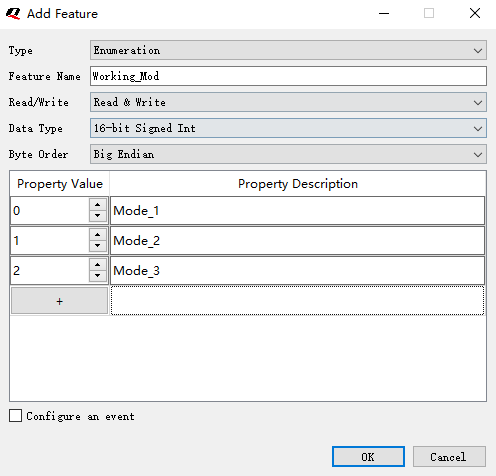 Add Feature
Type Enumeration
Feature Name Working_Mod
Read/Write Read & Write
Data Type 16-bit Signed Int
Byte Order Big Endian
Property Value Property Description
0 Mode_1
1 Mode_2
2 Mode_3
+
Configure an event
OK Cancel